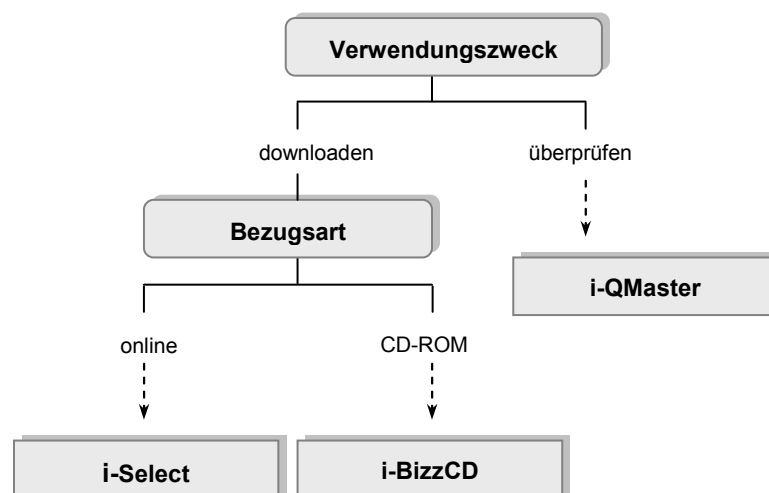 Verwendungszweck
downloaden
überprüfen
Bezugsart
i-QMaster
online
CD-ROM
i-Select
i-BizzCD